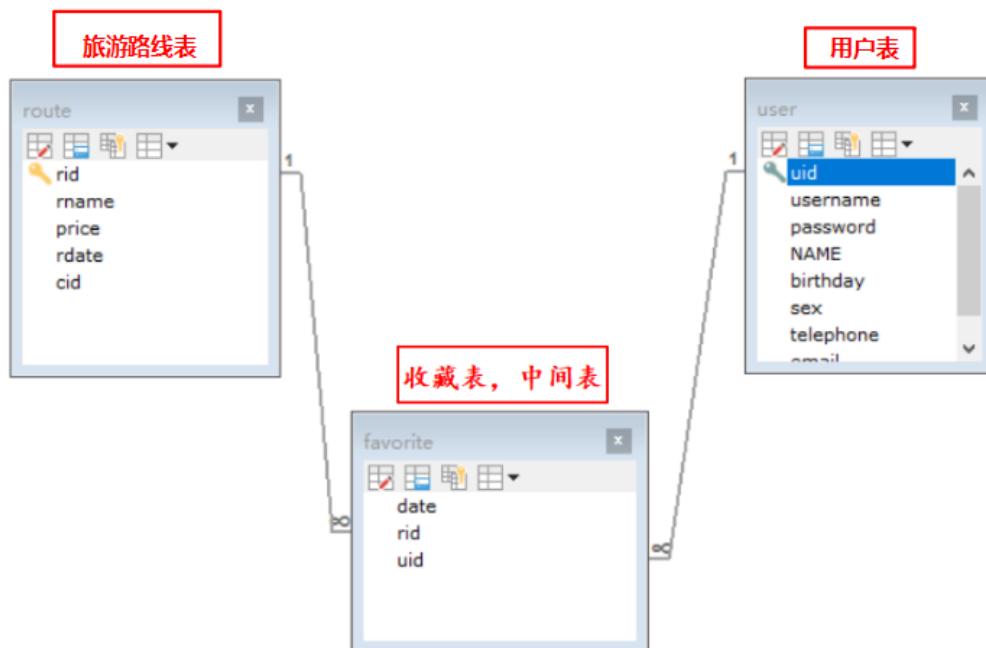 旅游路线表
用户表
route
x
user
x
rid
rname
price
rdate
cid
1
1
uid
username
password
NAME
birthday
sex
telephone
email
收藏表，中间表
favorite
x
date
rid
uid
∞
∞